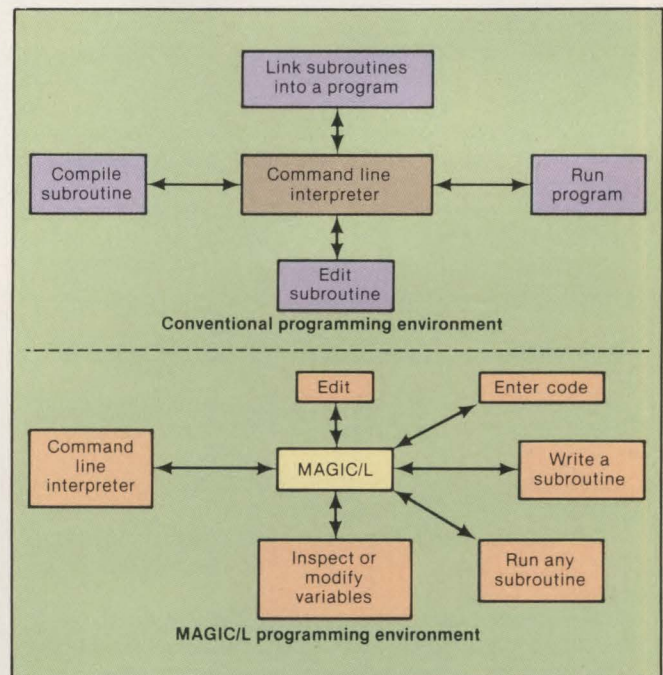 Link subroutines
into a program
Compile
subroutine
Command line
interpreter
Run
program
Edit
subroutine
Conventional programming environment
Edit
Enter code
Command
line
interpreter
MAGIC/L
Write a
subroutine
Inspect or
modify
variables
Run any
subroutine
MAGIC/L programming environment